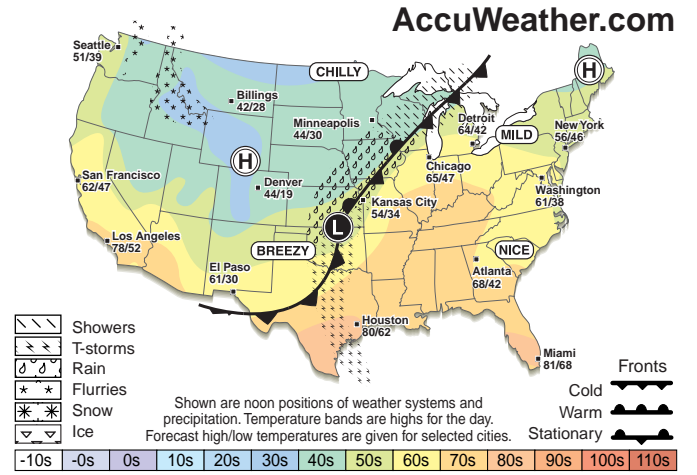 AccuWeather.com
Seattle
51/39
CHILLY
H
Billings
42/28
Minneapolis
44/30
Detroit
64/42
MILD
New York
56/46
San Francisco
62/47
H
Denver
44/19
Chicago
65/47
Washington
61/38
Kansas City
54/34
Los Angeles
78/52
L
BREEZY
NICE
El Paso
61/30
Atlanta
68/42
Houston
80/62
Miami
81/68
Showers
T-storms
Rain
Flurries
Snow
Ice
Shown are noon positions of weather systems and
precipitation. Temperature bands are highs for the day.
Forecast high/low temperatures are given for selected cities.
Fronts
Cold
Warm
Stationary
-10s -0s 0s 10s 20s 30s 40s 50s 60s 70s 80s 90s 100s 110s